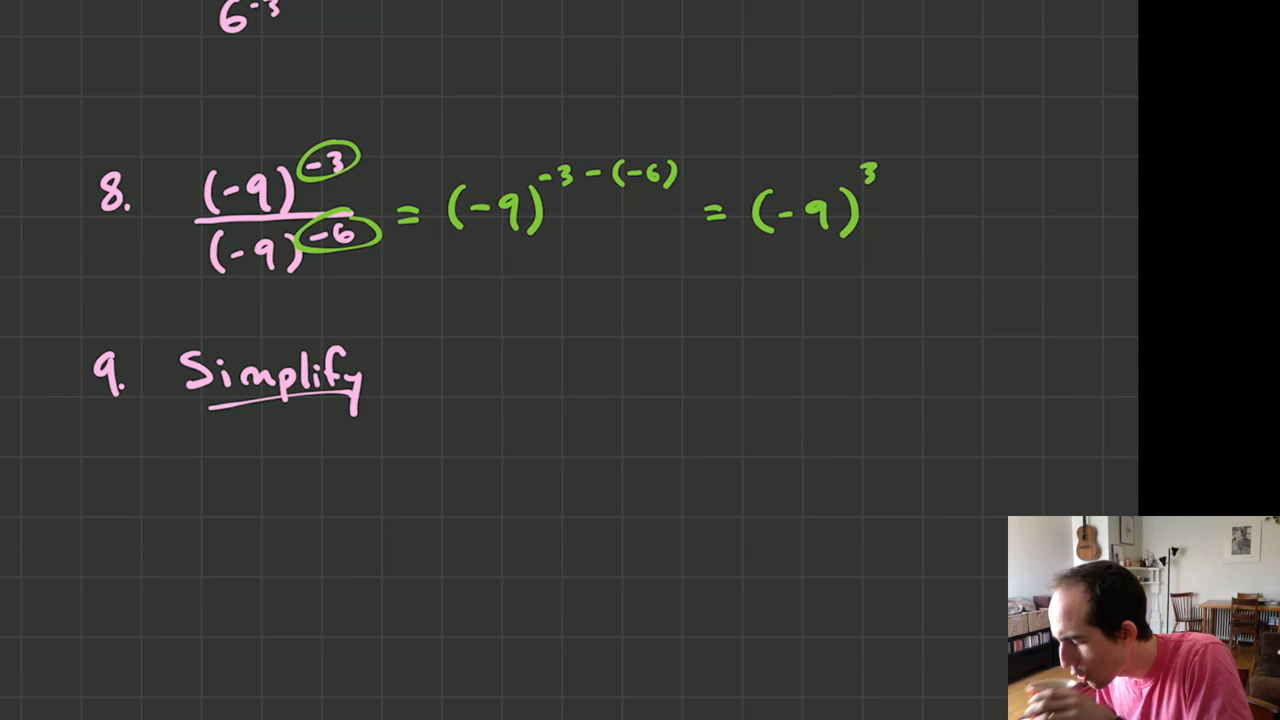 6⁻³
8. (-9)⁻³ / (-9)⁻⁶ = (-9)⁻³⁻⁽⁻⁶⁾ = (-9)³
9. Simplify